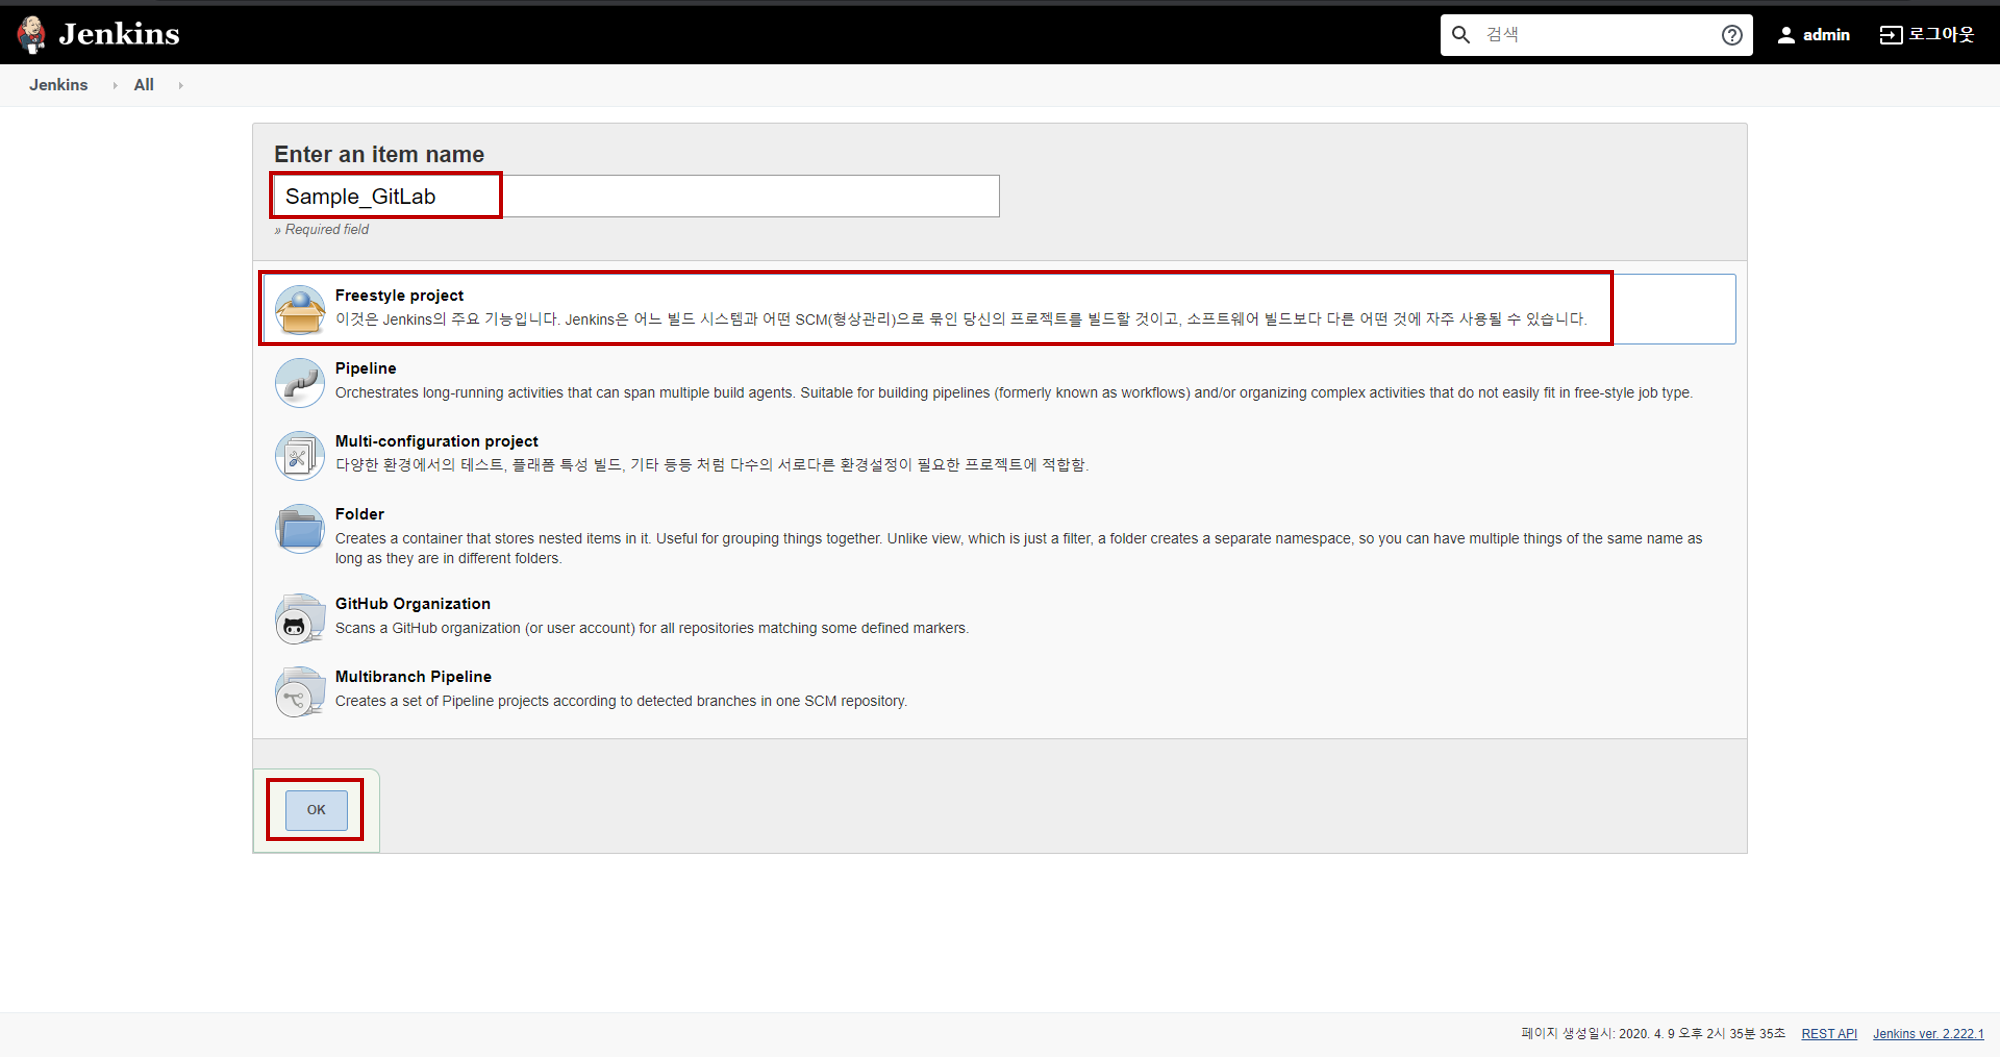 Jenkins
검색
admin
로그아웃
Jenkins
All
Enter an item name
Sample_GitLab
» Required field
Freestyle project
이것은 Jenkins의 주요 기능입니다. Jenkins은 어느 빌드 시스템과 어떤 SCM(형상관리)으로 묶인 당신의 프로젝트를 빌드할 것이고, 소프트웨어 빌드보다 다른 어떤 것에 자주 사용될 수 있습니다.
Pipeline
Orchestrates long-running activities that can span multiple build agents. Suitable for building pipelines (formerly known as workflows) and/or organizing complex activities that do not easily fit in free-style job type.
Multi-configuration project
다양한 환경에서의 테스트, 플래폼 특성 빌드, 기타 등등 처럼 다수의 서로다른 환경설정이 필요한 프로젝트에 적합함.
Folder
Creates a container that stores nested items in it. Useful for grouping things together. Unlike view, which is just a filter, a folder creates a separate namespace, so you can have multiple things of the same name as
long as they are in different folders.
GitHub Organization
Scans a GitHub organization (or user account) for all repositories matching some defined markers.
Multibranch Pipeline
Creates a set of Pipeline projects according to detected branches in one SCM repository.
OK
페이지 생성일시: 2020. 4. 9 오후 2시 35분 35초 REST API Jenkins ver. 2.222.1